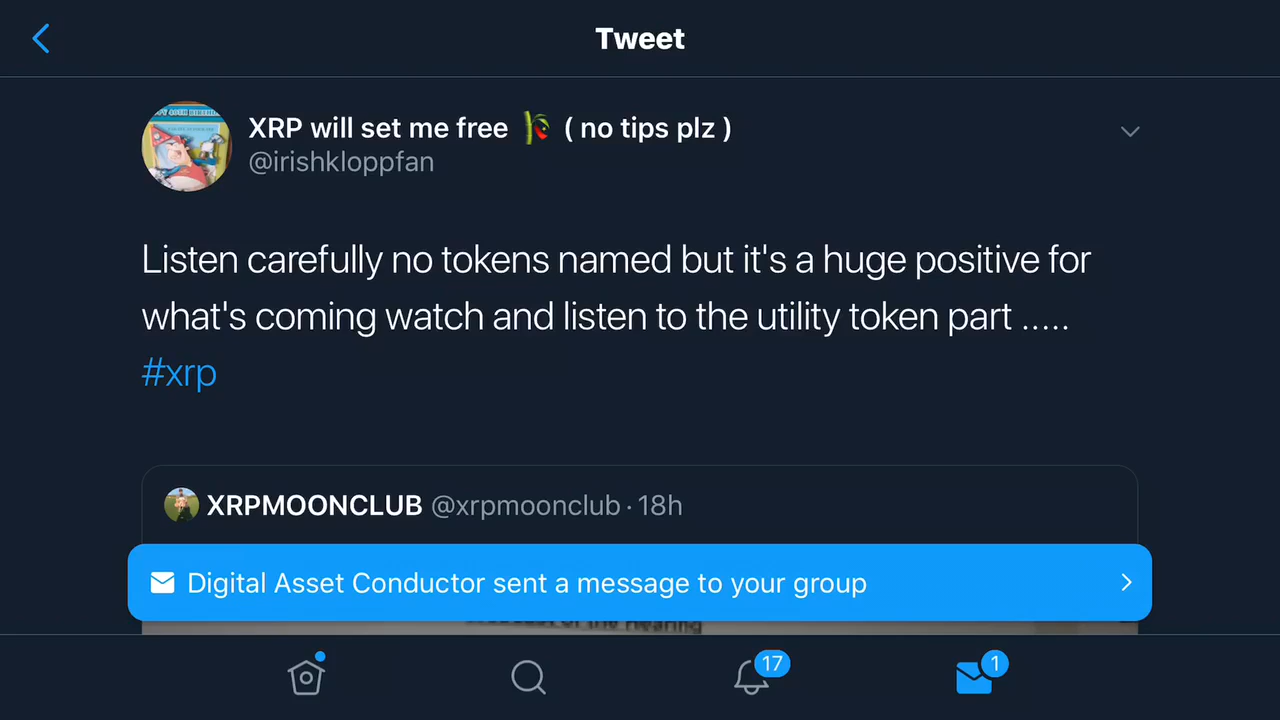 Tweet
XRP will set me free ( no tips plz )
@irishkloppfan
Listen carefully no tokens named but it's a huge positive for
what's coming watch and listen to the utility token part .....
#xrp
XRPMOONCLUB @xrpmoonclub · 18h
Digital Asset Conductor sent a message to your group
17
1